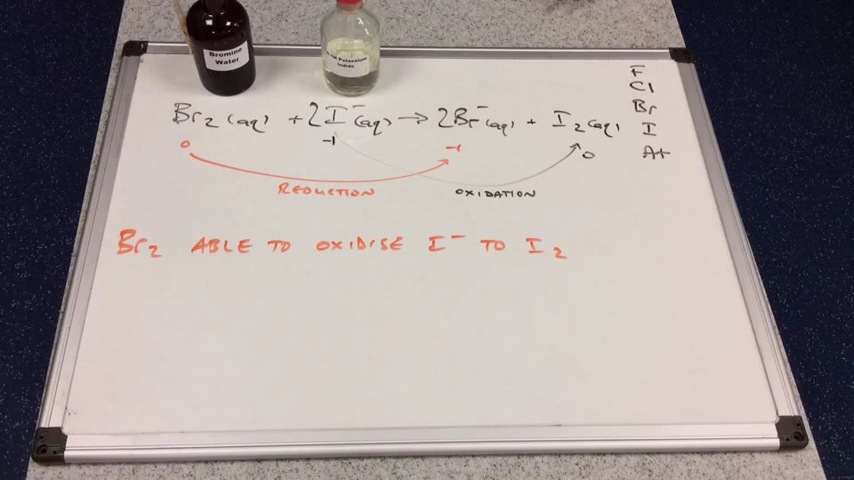 Bromine
Water
Potassium
Iodide
Br₂(aq) + 2I⁻(aq) → 2Br⁻(aq) + I₂(aq)
0
-1
-1
0
REDUCTION
OXIDATION
F
Cl
Br
I
At
Br₂ ABLE TO OXIDISE I⁻ TO I₂